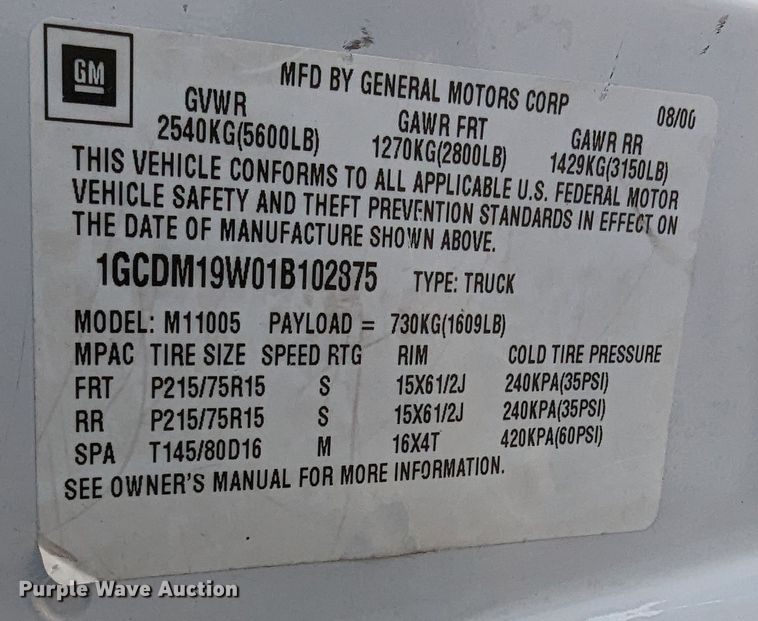 GM
MFD BY GENERAL MOTORS CORP 08/00
GVWR GAWR FRT GAWR RR
2540KG(5600LB) 1270KG(2800LB) 1429KG(3150LB)
THIS VEHICLE CONFORMS TO ALL APPLICABLE U.S. FEDERAL MOTOR
VEHICLE SAFETY AND THEFT PREVENTION STANDARDS IN EFFECT ON
THE DATE OF MANUFACTURE SHOWN ABOVE.
1GCDM19W01B102875 TYPE: TRUCK
MODEL: M11005 PAYLOAD = 730KG(1609LB)
MPAC TIRE SIZE SPEED RTG RIM COLD TIRE PRESSURE
FRT P215/75R15 S 15X61/2J 240KPA(35PSI)
RR P215/75R15 S 15X61/2J 240KPA(35PSI)
SPA T145/80D16 M 16X4T 420KPA(60PSI)
SEE OWNER'S MANUAL FOR MORE INFORMATION.
Purple Wave Auction